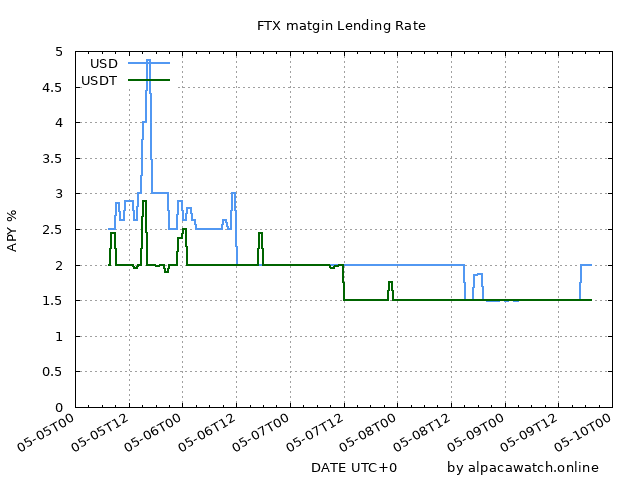 FTX matgin Lending Rate
USD
USDT
5
4.5
4
3.5
3
2.5
2
1.5
1
0.5
0
APY %
05-05T00
05-05T12
05-06T00
05-06T12
05-07T00
05-07T12
05-08T00
05-08T12
05-09T00
05-09T12
05-10T00
DATE UTC+0
by alpacawatch.online